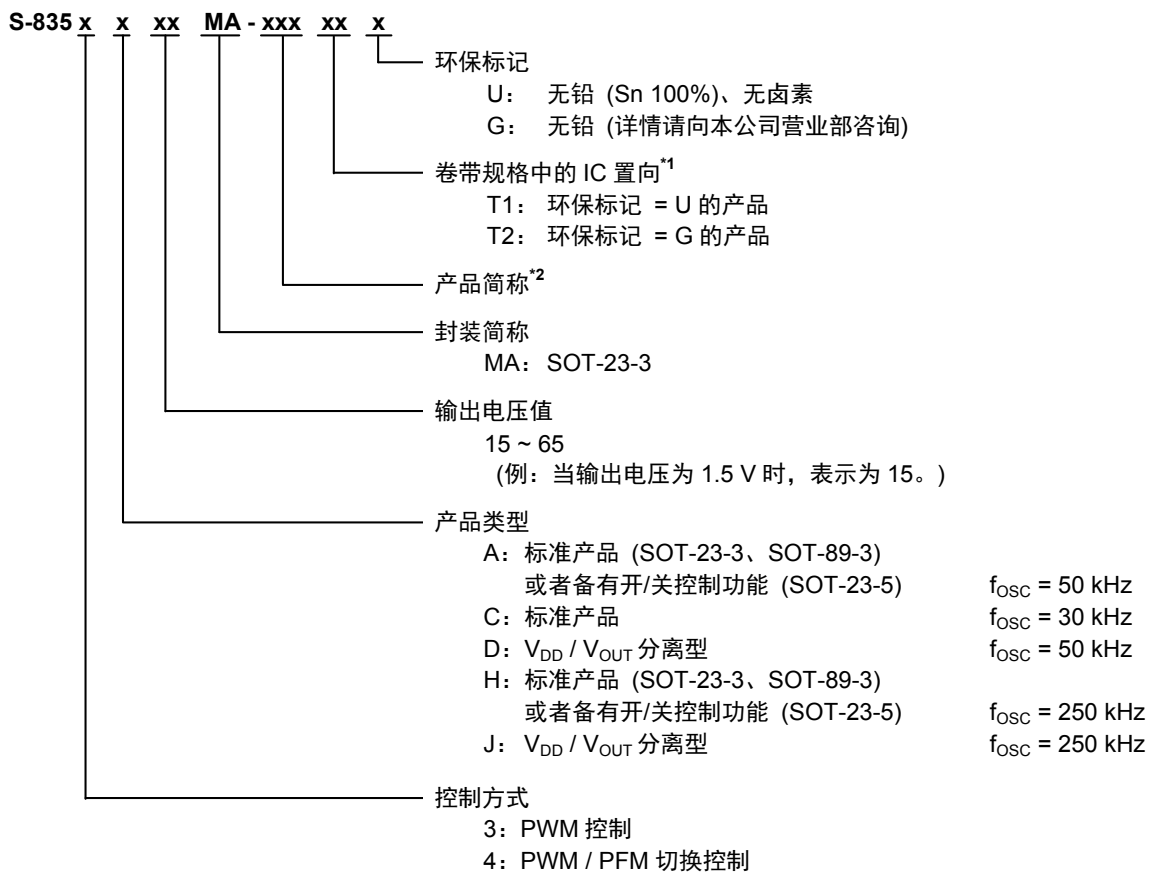 S-835 x x xx MA - xxx xx x
环保标记
U： 无铅 (Sn 100%)、无卤素
G： 无铅 (详情请向本公司营业部咨询)
卷带规格中的 IC 置向*1
T1： 环保标记 = U 的产品
T2： 环保标记 = G 的产品
产品简称*2
封装简称
MA：SOT-23-3
输出电压值
15 ~ 65
(例：当输出电压为 1.5 V 时，表示为 15。)
产品类型
A：标准产品 (SOT-23-3、SOT-89-3)
或者备有开/关控制功能 (SOT-23-5) fOSC = 50 kHz
C：标准产品 fOSC = 30 kHz
D：VDD / VOUT 分离型 fOSC = 50 kHz
H：标准产品 (SOT-23-3、SOT-89-3)
或者备有开/关控制功能 (SOT-23-5) fOSC = 250 kHz
J：VDD / VOUT 分离型 fOSC = 250 kHz
控制方式
3：PWM 控制
4：PWM / PFM 切换控制